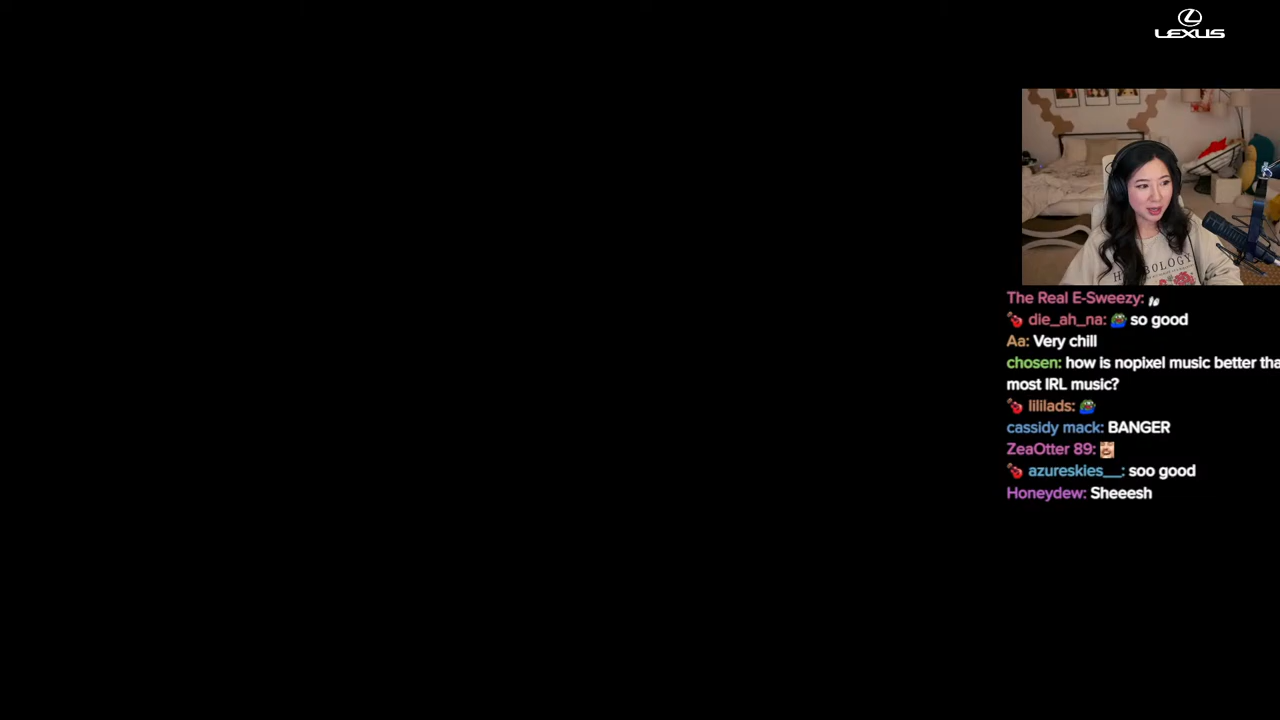 LEXUS
The Real E-Sweezy:
die_ah_na: so good
Aa: Very chill
chosen: how is nopixel music better tha
most IRL music?
lililads:
cassidy mack: BANGER
ZeaOtter 89:
azureskies__: soo good
Honeydew: Sheeesh